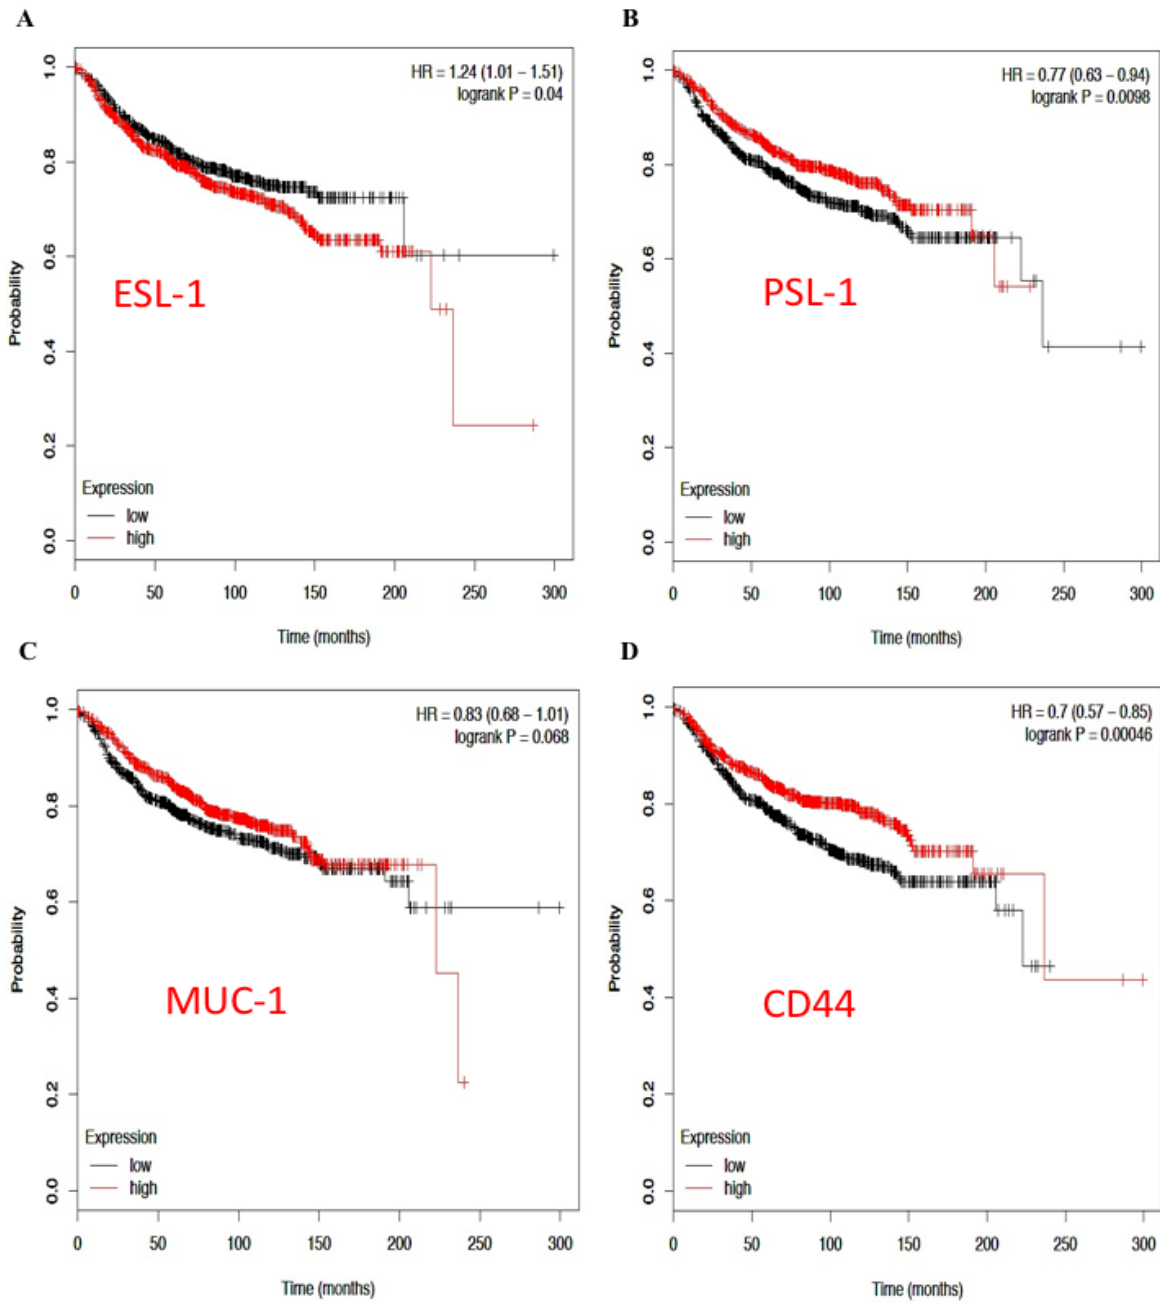 A
HR = 1.24 (1.01 – 1.51)
logrank P = 0.04
Probability
1.0
0.8
0.6
0.4
0.2
0.0
ESL-1
Expression
low
high
0 50 100 150 200 250 300
Time (months)
B
HR = 0.77 (0.63 – 0.94)
logrank P = 0.0098
Probability
1.0
0.8
0.6
0.4
0.2
0.0
PSL-1
Expression
low
high
0 50 100 150 200 250 300
Time (months)
C
HR = 0.83 (0.68 – 1.01)
logrank P = 0.068
Probability
1.0
0.8
0.6
0.4
0.2
0.0
MUC-1
Expression
low
high
0 50 100 150 200 250 300
Time (months)
D
HR = 0.7 (0.57 – 0.85)
logrank P = 0.00046
Probability
1.0
0.8
0.6
0.4
0.2
0.0
CD44
Expression
low
high
0 50 100 150 200 250 300
Time (months)